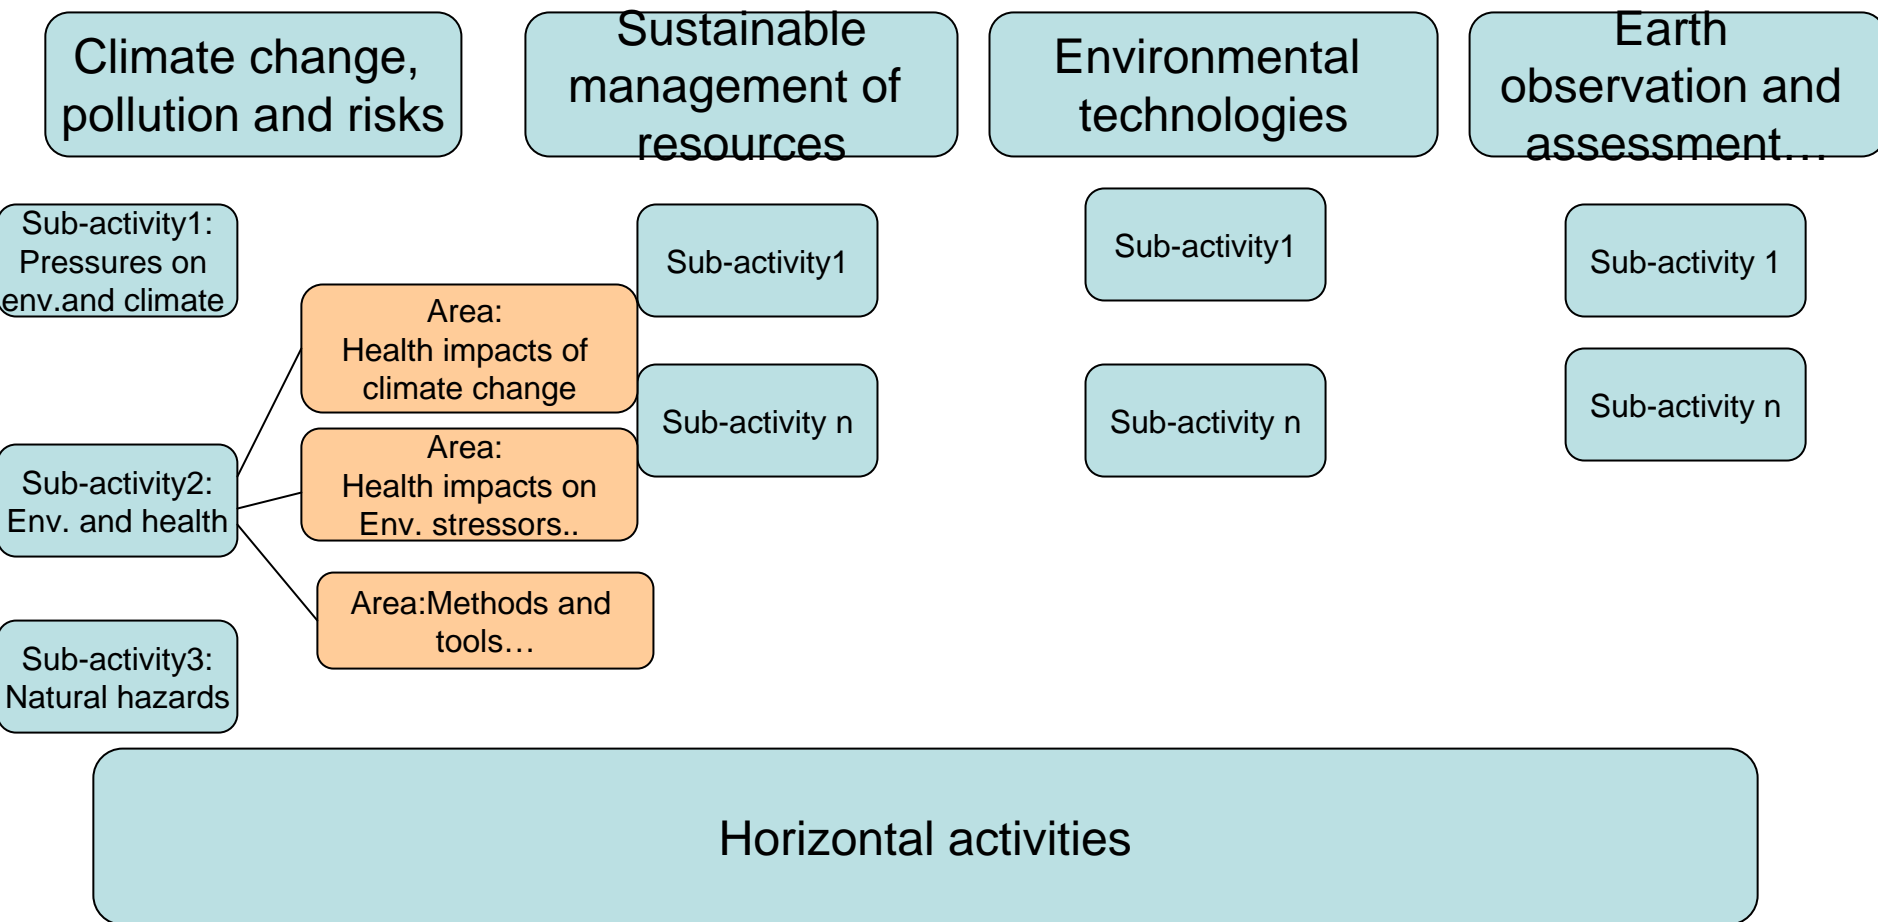 Climate change,
pollution and risks
Sustainable
management of
resources
Environmental
technologies
Earth
observation and
assessment…
Sub-activity1:
Pressures on
env.and climate
Sub-activity2:
Env. and health
Sub-activity3:
Natural hazards
Area:
Health impacts of
climate change
Area:
Health impacts on
Env. stressors..
Area:Methods and
tools…
Sub-activity1
Sub-activity n
Sub-activity1
Sub-activity n
Sub-activity 1
Sub-activity n
Horizontal activities